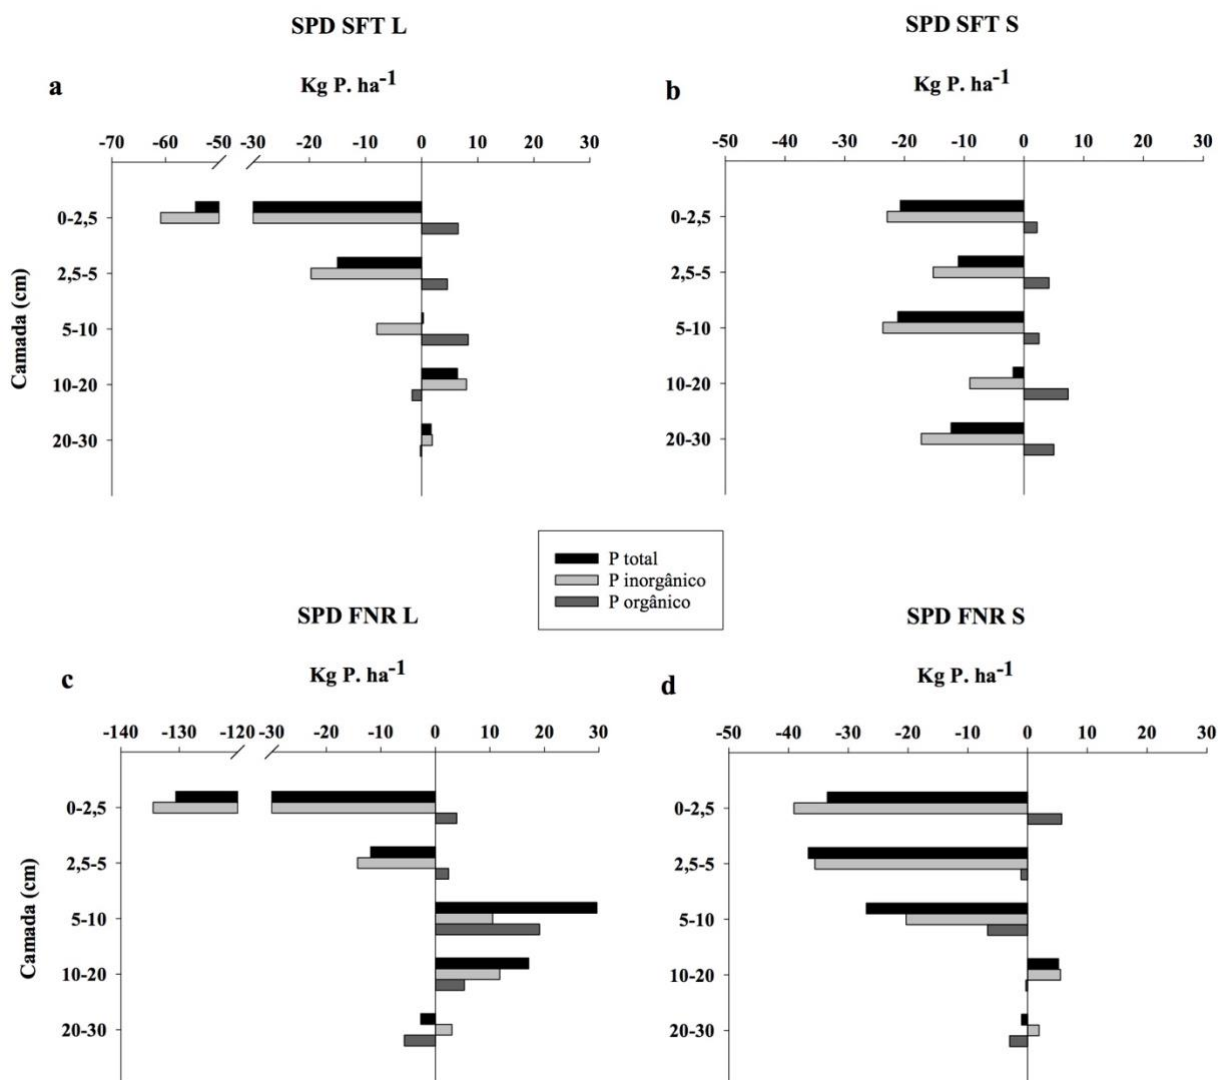 SPD SFT L
Kg P. ha-1
a
-70 -60 -50 -30 -20 -10 0 10 20 30
Camada (cm)
0-2,5
2,5-5
5-10
10-20
20-30
SPD SFT S
Kg P. ha-1
b
-50 -40 -30 -20 -10 0 10 20 30
0-2,5
2,5-5
5-10
10-20
20-30
P total
P inorgânico
P orgânico
SPD FNR L
Kg P. ha-1
c
-140 -130 -120 -30 -20 -10 0 10 20 30
Camada (cm)
0-2,5
2,5-5
5-10
10-20
20-30
SPD FNR S
Kg P. ha-1
d
-50 -40 -30 -20 -10 0 10 20 30
0-2,5
2,5-5
5-10
10-20
20-30